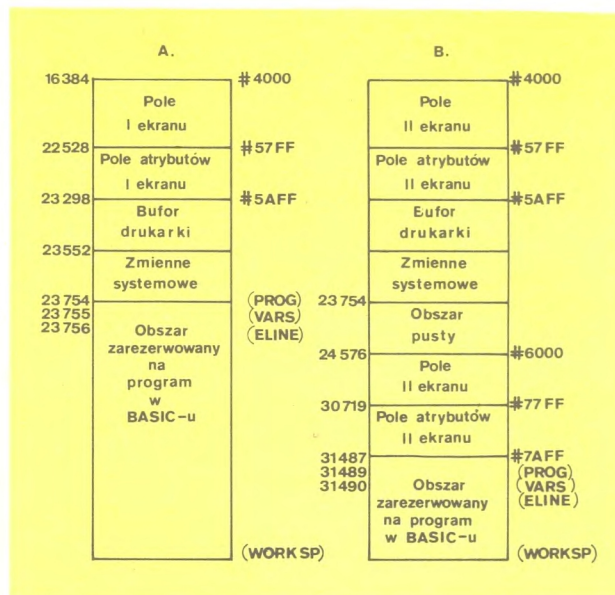 A.
16384 #4000
Pole
I ekranu
22528 #57FF
Pole atrybutów
I ekranu
23298 #5AFF
Bufor
drukarki
23552
Zmienne
systemowe
23754 (PROG)
23755 (VARS)
23756 (ELINE)
Obszar
zarezerwowany
na
program
w
BASIC-u
(WORKSP)
B.
#4000
Pole
II ekranu
#57FF
Pole atrybutów
II ekranu
#5AFF
Bufor
drukarki
Zmienne
systemowe
23754
Obszar
pusty
24576 #6000
Pole
II ekranu
30719 #77FF
Pole atrybutów
II ekranu
31487 #7AFF
31489 (PROG)
31490 Obszar (VARS)
zarezerwowany (ELINE)
na program
w BASIC-u
(WORKSP)